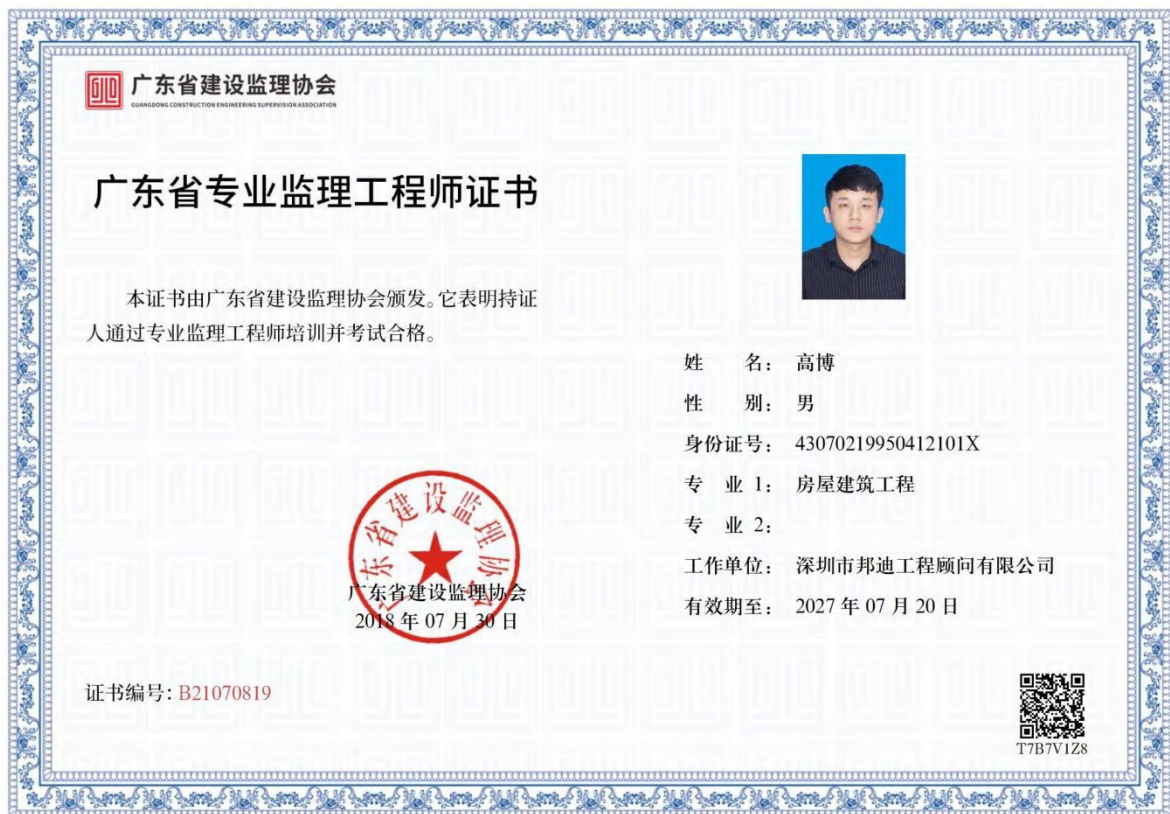 广东省建设监理协会
GUANGDONG CONSTRUCTION ENGINEERING SUPERVISION ASSOCIATION
广东省专业监理工程师证书
本证书由广东省建设监理协会颁发。它表明持证
人通过专业监理工程师培训并考试合格。
姓 名： 高博
性 别： 男
身份证号： 43070219950412101X
专 业 1： 房屋建筑工程
专 业 2：
工作单位： 深圳市邦迪工程顾问有限公司
有效期至： 2027 年 07 月 20 日
广东省建设监理协会
广东省建设监理协会
2018 年 07 月 30 日
证书编号：B21070819
T7B7V1Z8